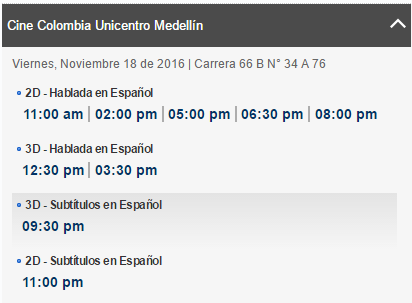 Cine Colombia Unicentro Medellín
Viernes, Noviembre 18 de 2016 | Carrera 66 B N° 34 A 76
2D - Hablada en Español
11:00 am | 02:00 pm | 05:00 pm | 06:30 pm | 08:00 pm
3D - Hablada en Español
12:30 pm | 03:30 pm
3D - Subtítulos en Español
09:30 pm
2D - Subtítulos en Español
11:00 pm